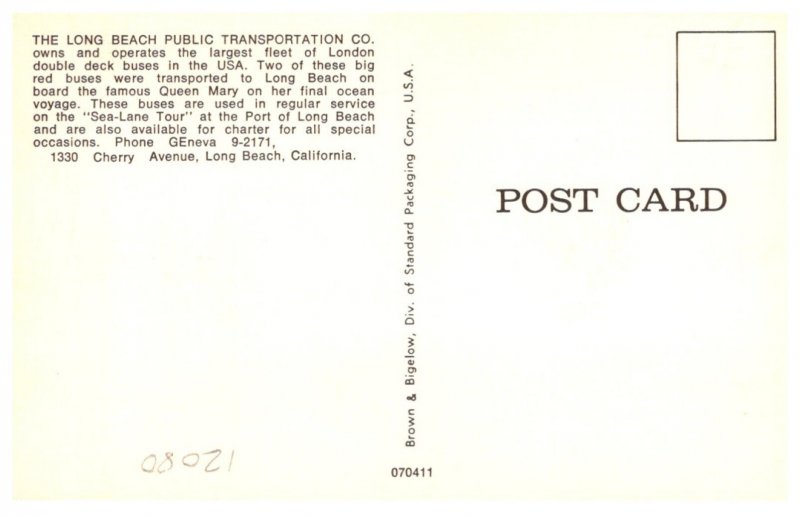 THE LONG BEACH PUBLIC TRANSPORTATION CO.
owns and operates the largest fleet of London
double deck buses in the USA. Two of these big
red buses were transported to Long Beach on
board the famous Queen Mary on her final ocean
voyage. These buses are used in regular service
on the "Sea-Lane Tour" at the Port of Long Beach
and are also available for charter for all special
occasions. Phone GEneva 9-2171,
1330 Cherry Avenue, Long Beach, California.
08021
Brown & Bigelow, Div. of Standard Packaging Corp., U.S.A.
070411
POST CARD